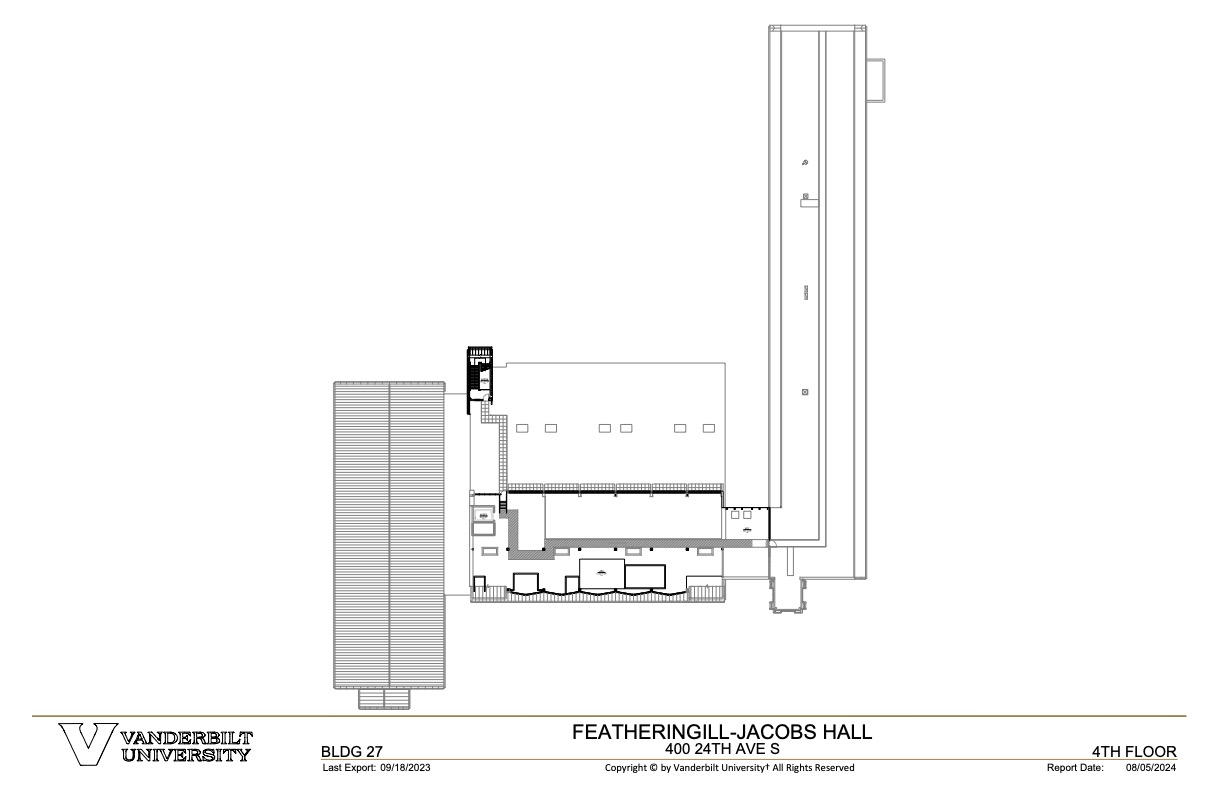 VANDERBILT
UNIVERSITY
BLDG 27
Last Export: 09/18/2023
FEATHERINGILL-JACOBS HALL
400 24TH AVE S
Copyright © by Vanderbilt University† All Rights Reserved
4TH FLOOR
Report Date: 08/05/2024